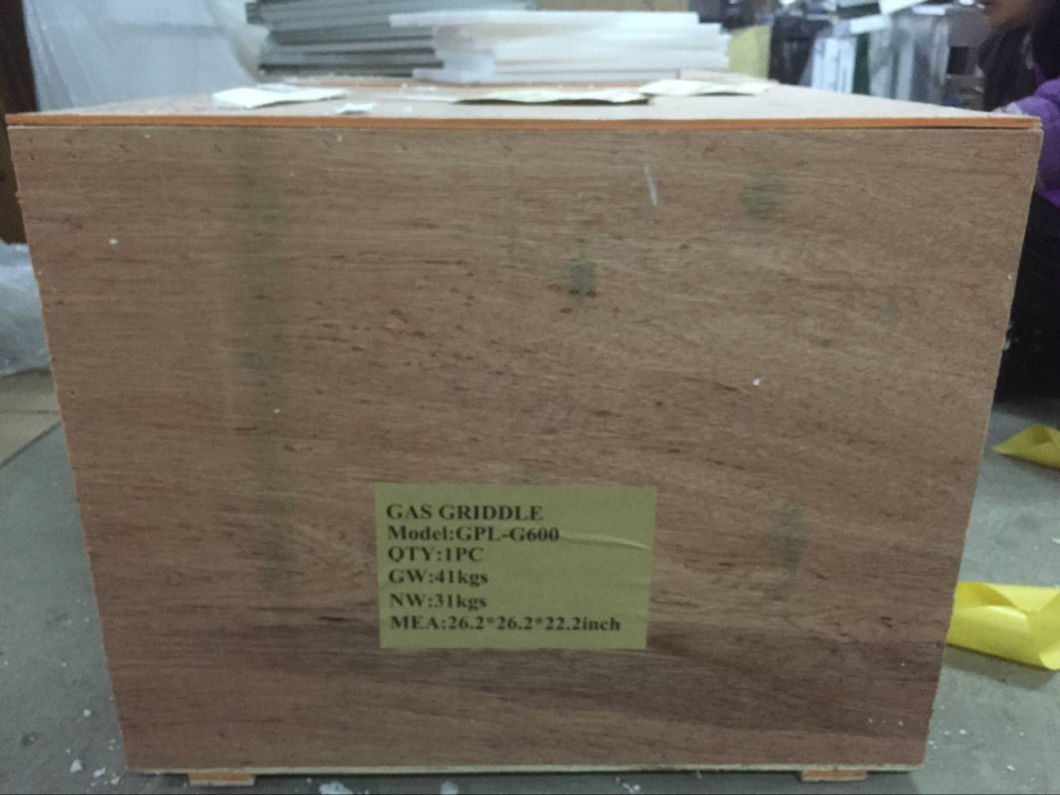 GAS GRIDDLE
Model:GPL-G600
QTY:1PC
GW:41kgs
NW:31kgs
MEA:26.2*26.2*22.2inch